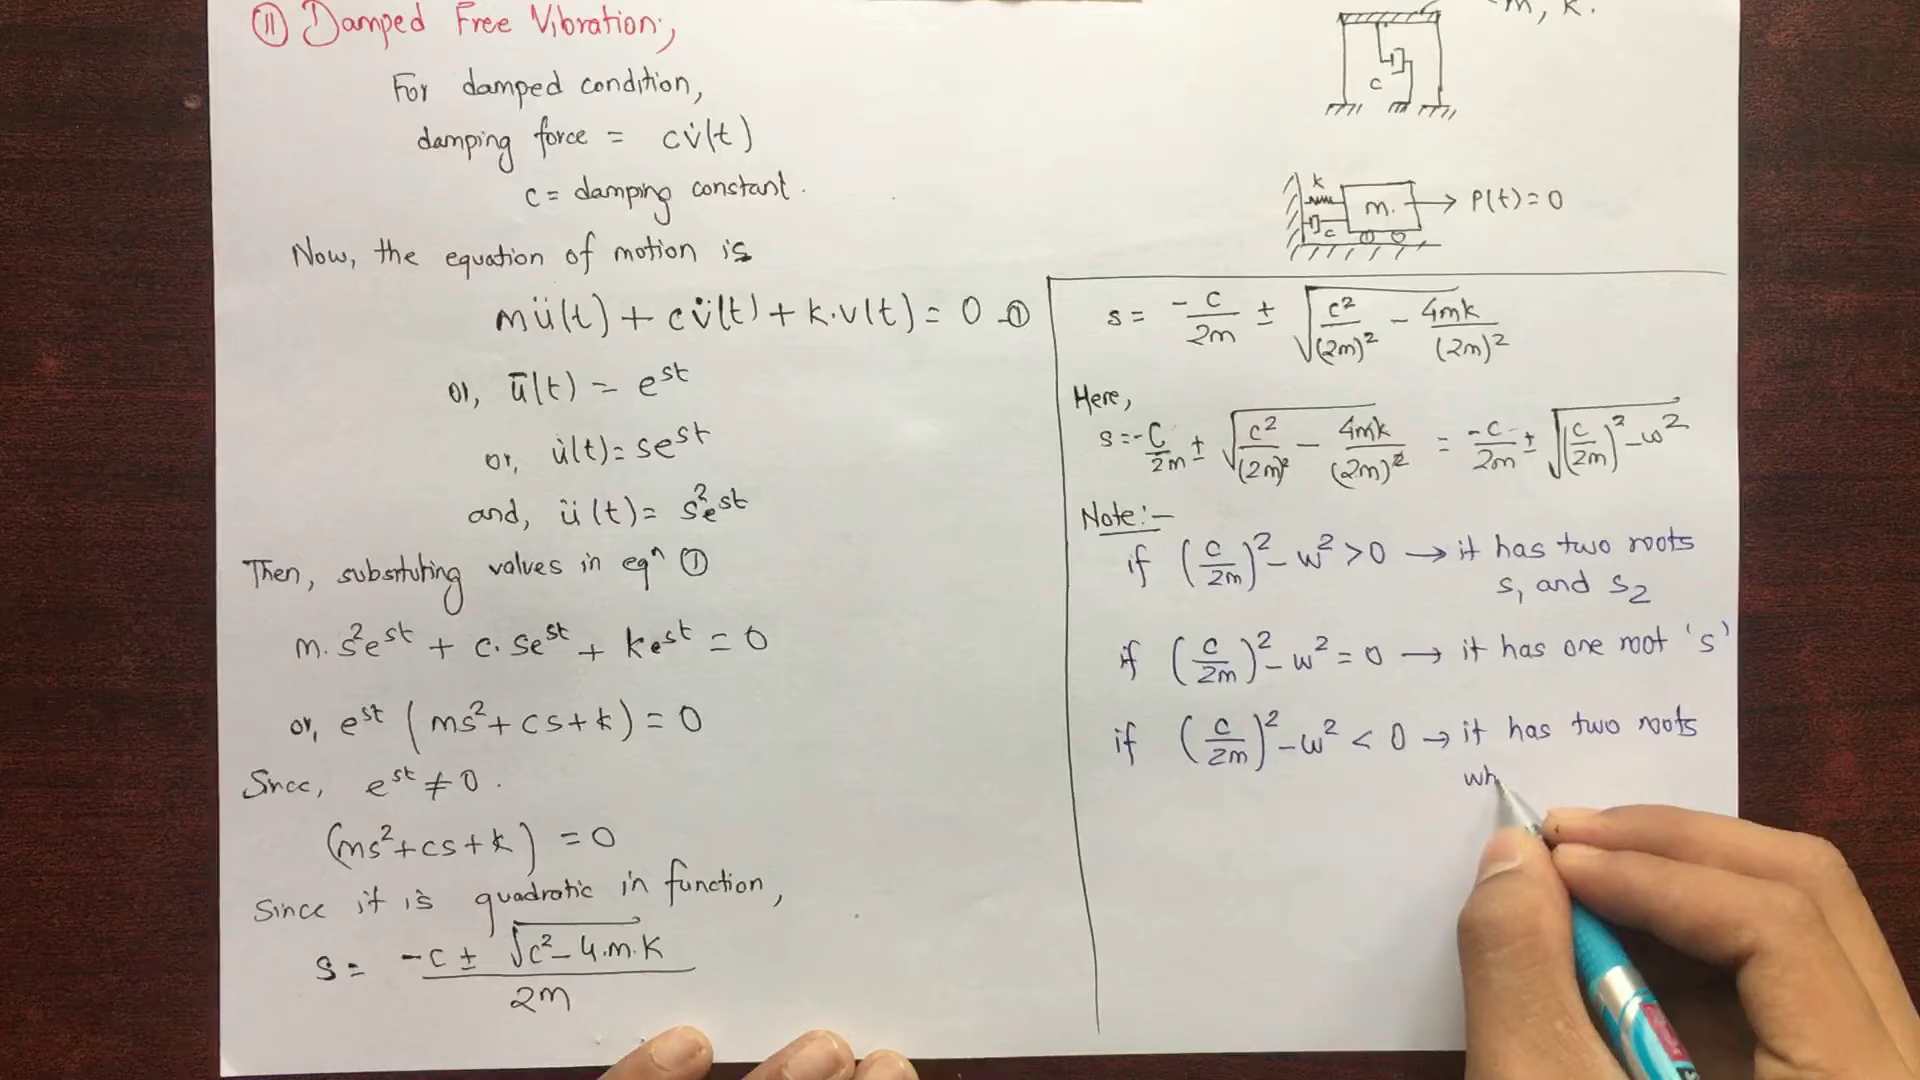 II Damped Free Vibration;
For damped condition,
damping force = cv̇(t)
c = damping constant.
Now, the equation of motion is
mü(t) + cv̇(t) + k.v(t) = 0 - ①
or, ū(t) = e^st
or, u̇(t) = se^st
and, ü(t) = s²e^st
Then, substuting values in eqⁿ ①
m.s²e^st + c.se^st + ke^st = 0
or, e^st (ms²+cs+k) = 0
Since, e^st ≠ 0.
(ms²+cs+k) = 0
Since it is quadratic in function,
s = (-c ± √(c² - 4.m.k)) / 2m
m, k.
c
k
c
m.
P(t) = 0
s = -c/2m ± √(c²/(2m)² - 4mk/(2m)²)
Here,
s = -c/2m ± √(c²/(2m)² - 4mk/(2m)²) = -c/2m ± √((c/2m)² - w²)
Note:-
if (c/2m)² - w² > 0 → it has two roots
s₁ and s₂
if (c/2m)² - w² = 0 → it has one root 's'
if (c/2m)² - w² < 0 → it has two roots
wh